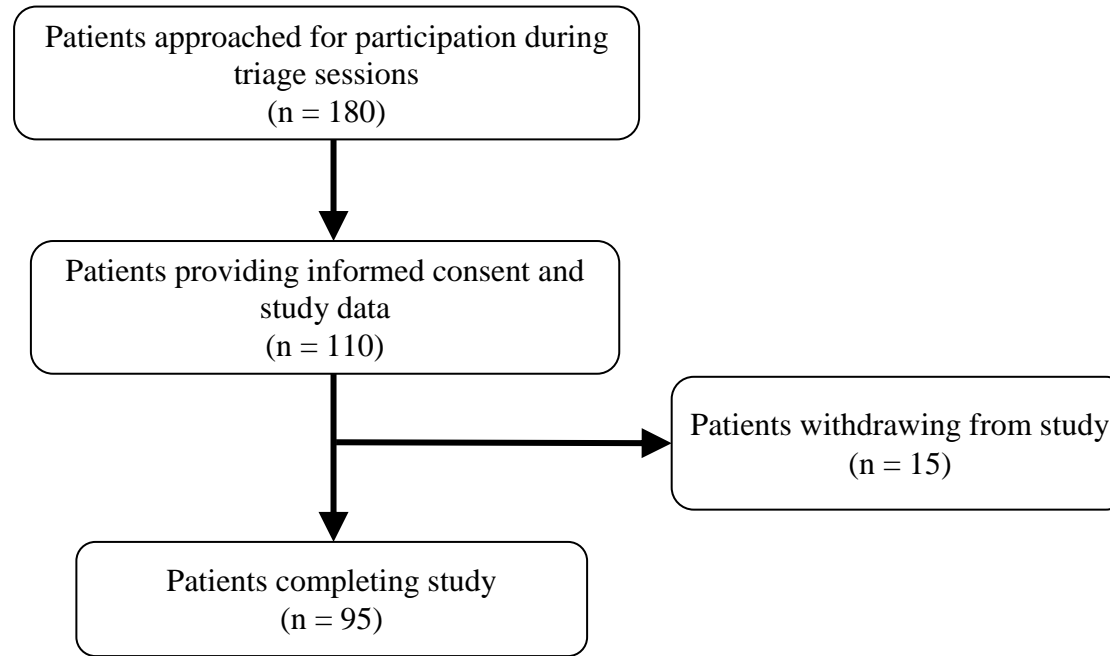 Patients approached for participation during
triage sessions
(n = 180)
Patients providing informed consent and
study data
(n = 110)
Patients withdrawing from study
(n = 15)
Patients completing study
(n = 95)